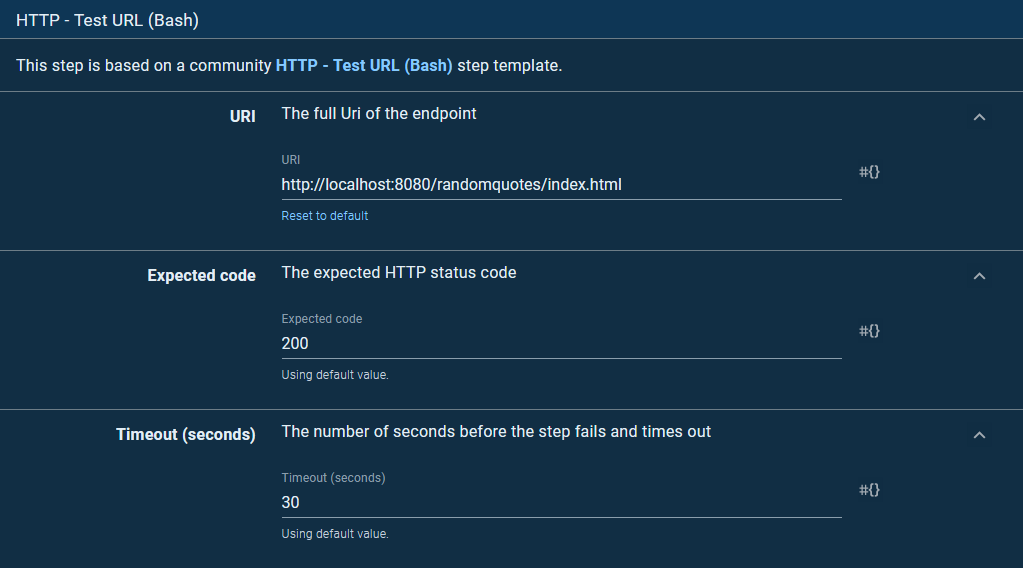 HTTP - Test URL (Bash)
This step is based on a community HTTP - Test URL (Bash) step template.
URI
The full Uri of the endpoint
URI
http://localhost:8080/randomquotes/index.html
#{}
Reset to default
Expected code
The expected HTTP status code
Expected code
200
#{}
Using default value.
Timeout (seconds)
The number of seconds before the step fails and times out
Timeout (seconds)
30
#{}
Using default value.